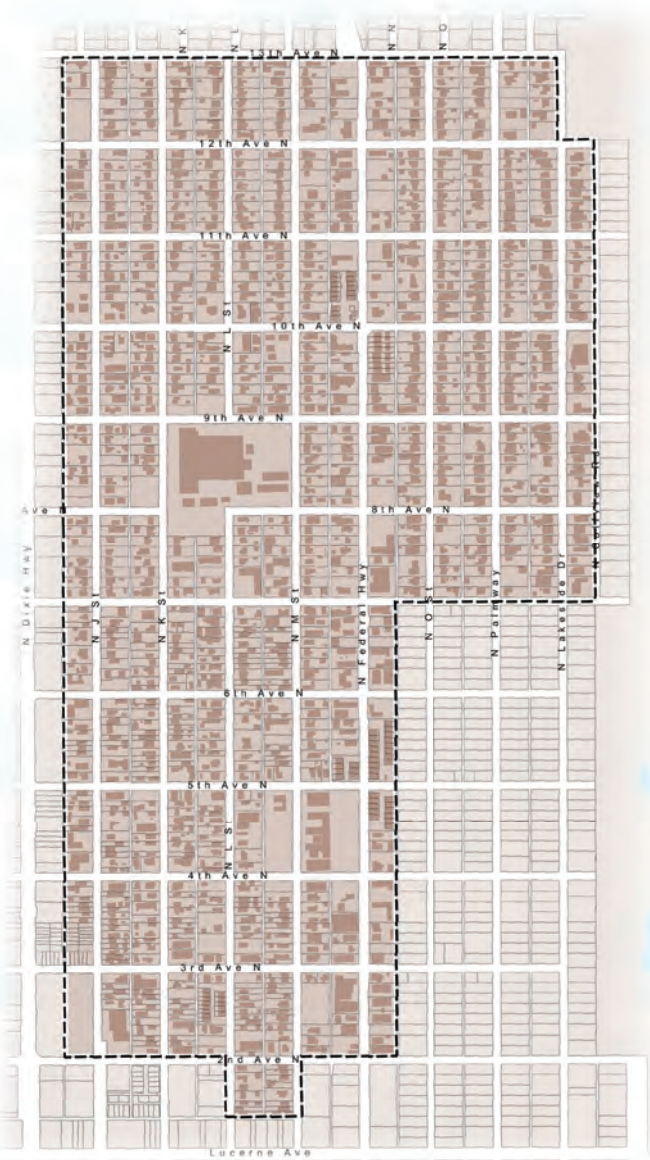 N K
N L
N N
N O
13th Ave N
12th Ave N
11th Ave N
N L St
10th Ave N
9th Ave N
Ave N
8th Ave N
N Dixie Hwy
N J St
N K St
N M St
N Federal Hwy
N O St
N Palmway
N Lakeside Dr
6th Ave N
5th Ave N
N L St
4th Ave N
3rd Ave N
2nd Ave N
Lucerne Ave